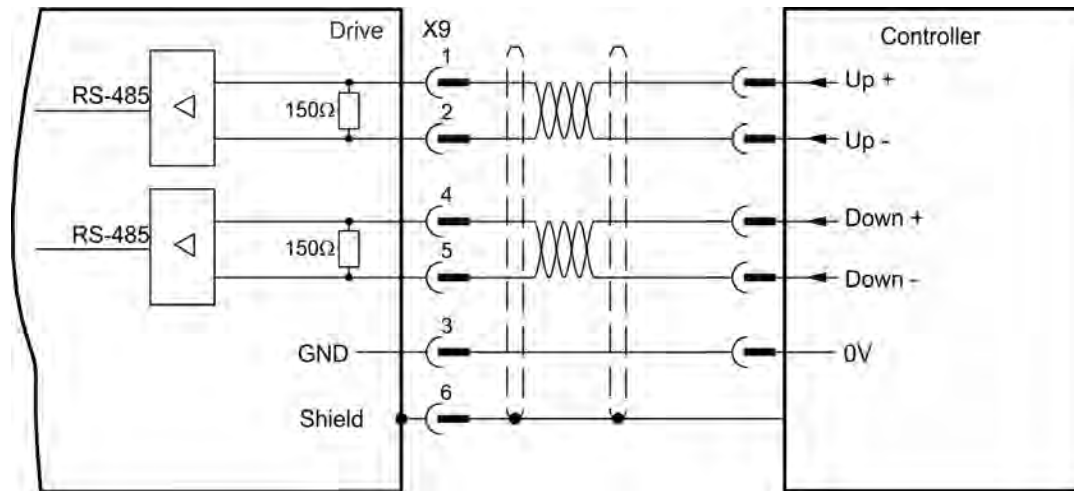 Drive X9 Controller
1
Up +
RS-485
150Ω
2
Up -
4
Down +
RS-485
150Ω
5
Down -
3
GND
0V
6
Shield